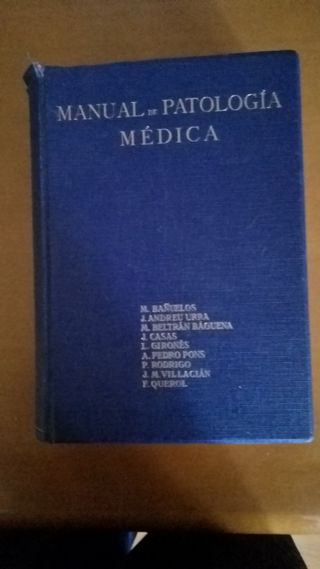 MANUAL DE PATOLOGÍA
MÉDICA
M. BAÑUELOS
J. ANDREU URRA
M. BELTRÁN BÁGUENA
J. CASAS
L. GIRONÉS
A. PEDRO PONS
P. RODRIGO
J. M. VILLACIÁN
F. QUEROL